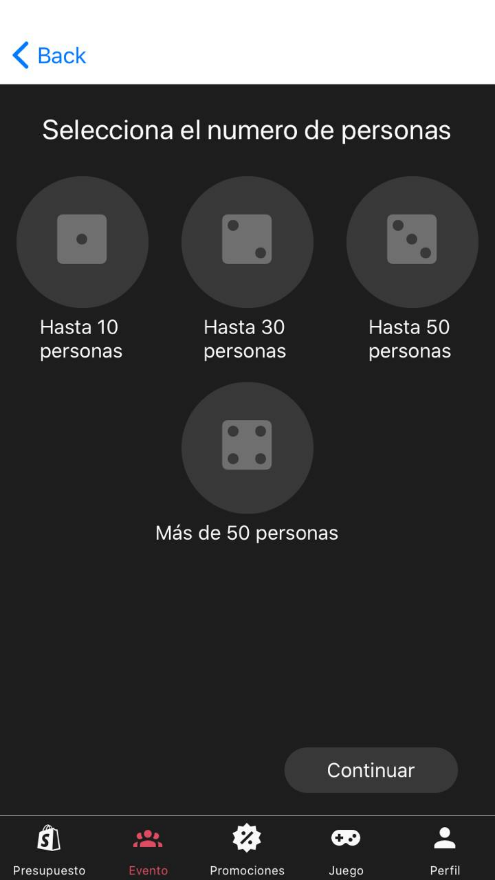 Back
Selecciona el numero de personas
Hasta 10
personas
Hasta 30
personas
Hasta 50
personas
Más de 50 personas
Continuar
Presupuesto
Evento
Promociones
Juego
Perfil